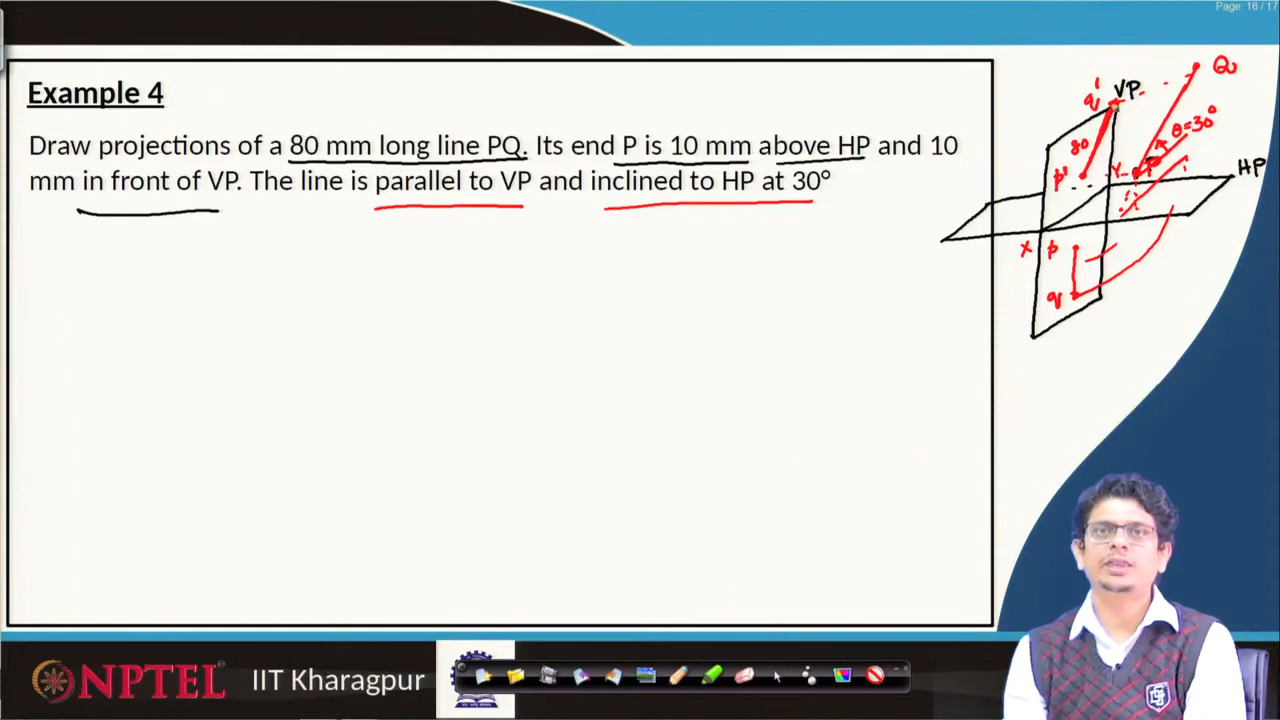 Page: 16 / 17
Example 4
Draw projections of a 80 mm long line PQ. Its end P is 10 mm above HP and 10
mm in front of VP. The line is parallel to VP and inclined to HP at 30°
Q
q' VP
θ=30°
80
p' Y P
HP
X p
q
NPTEL IIT Kharagpur